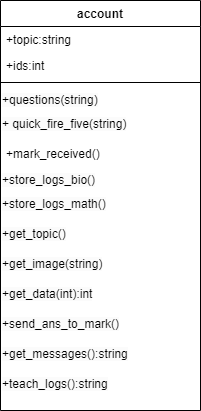 account
+topic:string
+ids:int
+questions(string)
+ quick_fire_five(string)
+mark_received()
+store_logs_bio()
+store_logs_math()
+get_topic()
+get_image(string)
+get_data(int):int
+send_ans_to_mark()
+get_messages():string
+teach_logs():string